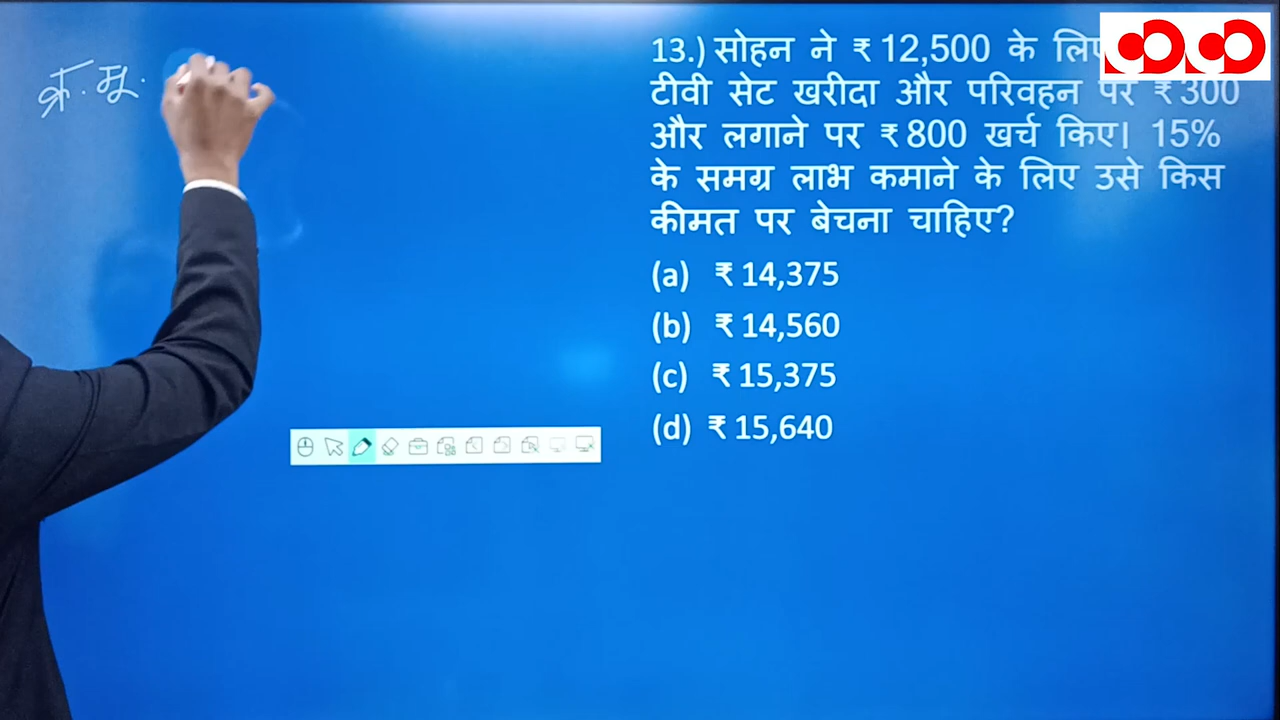 क्र. मू.
13.) सोहन ने ₹ 12,500 के
टीवी सेट खरीदा और परिवहन पर ₹ 300
और लगाने पर ₹ 800 खर्च किए। 15%
के समग्र लाभ कमाने के लिए उसे किस
कीमत पर बेचना चाहिए?
(a) ₹ 14,375
(b) ₹ 14,560
(c) ₹ 15,375
(d) ₹ 15,640